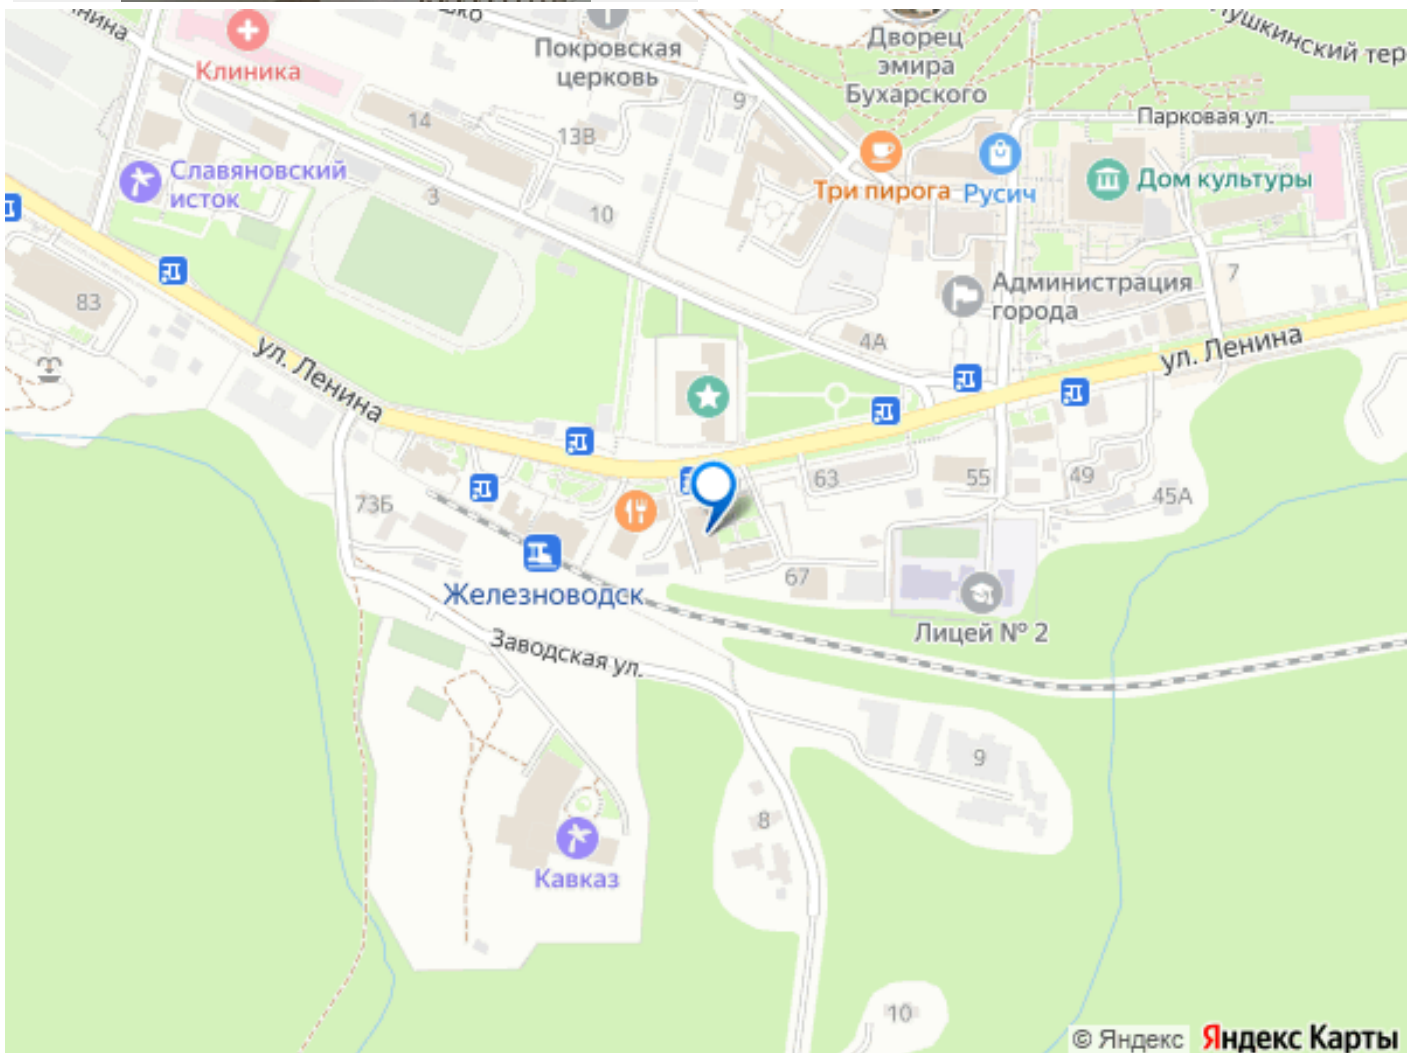 Покровская
церковь
Дворец
эмира
Бухарского
Пушкинский тер
Клиника
9
Парковая ул.
14
13В
Славяновский
исток
Три пирога
Русич
Дом культуры
3
10
7
Администрация
города
83
4А
ул. Ленина
ул. Ленина
63
55
49
45А
73Б
Железноводск
67
Лицей № 2
Заводская ул.
9
8
Кавказ
10
© Яндекс Яндекс Карты